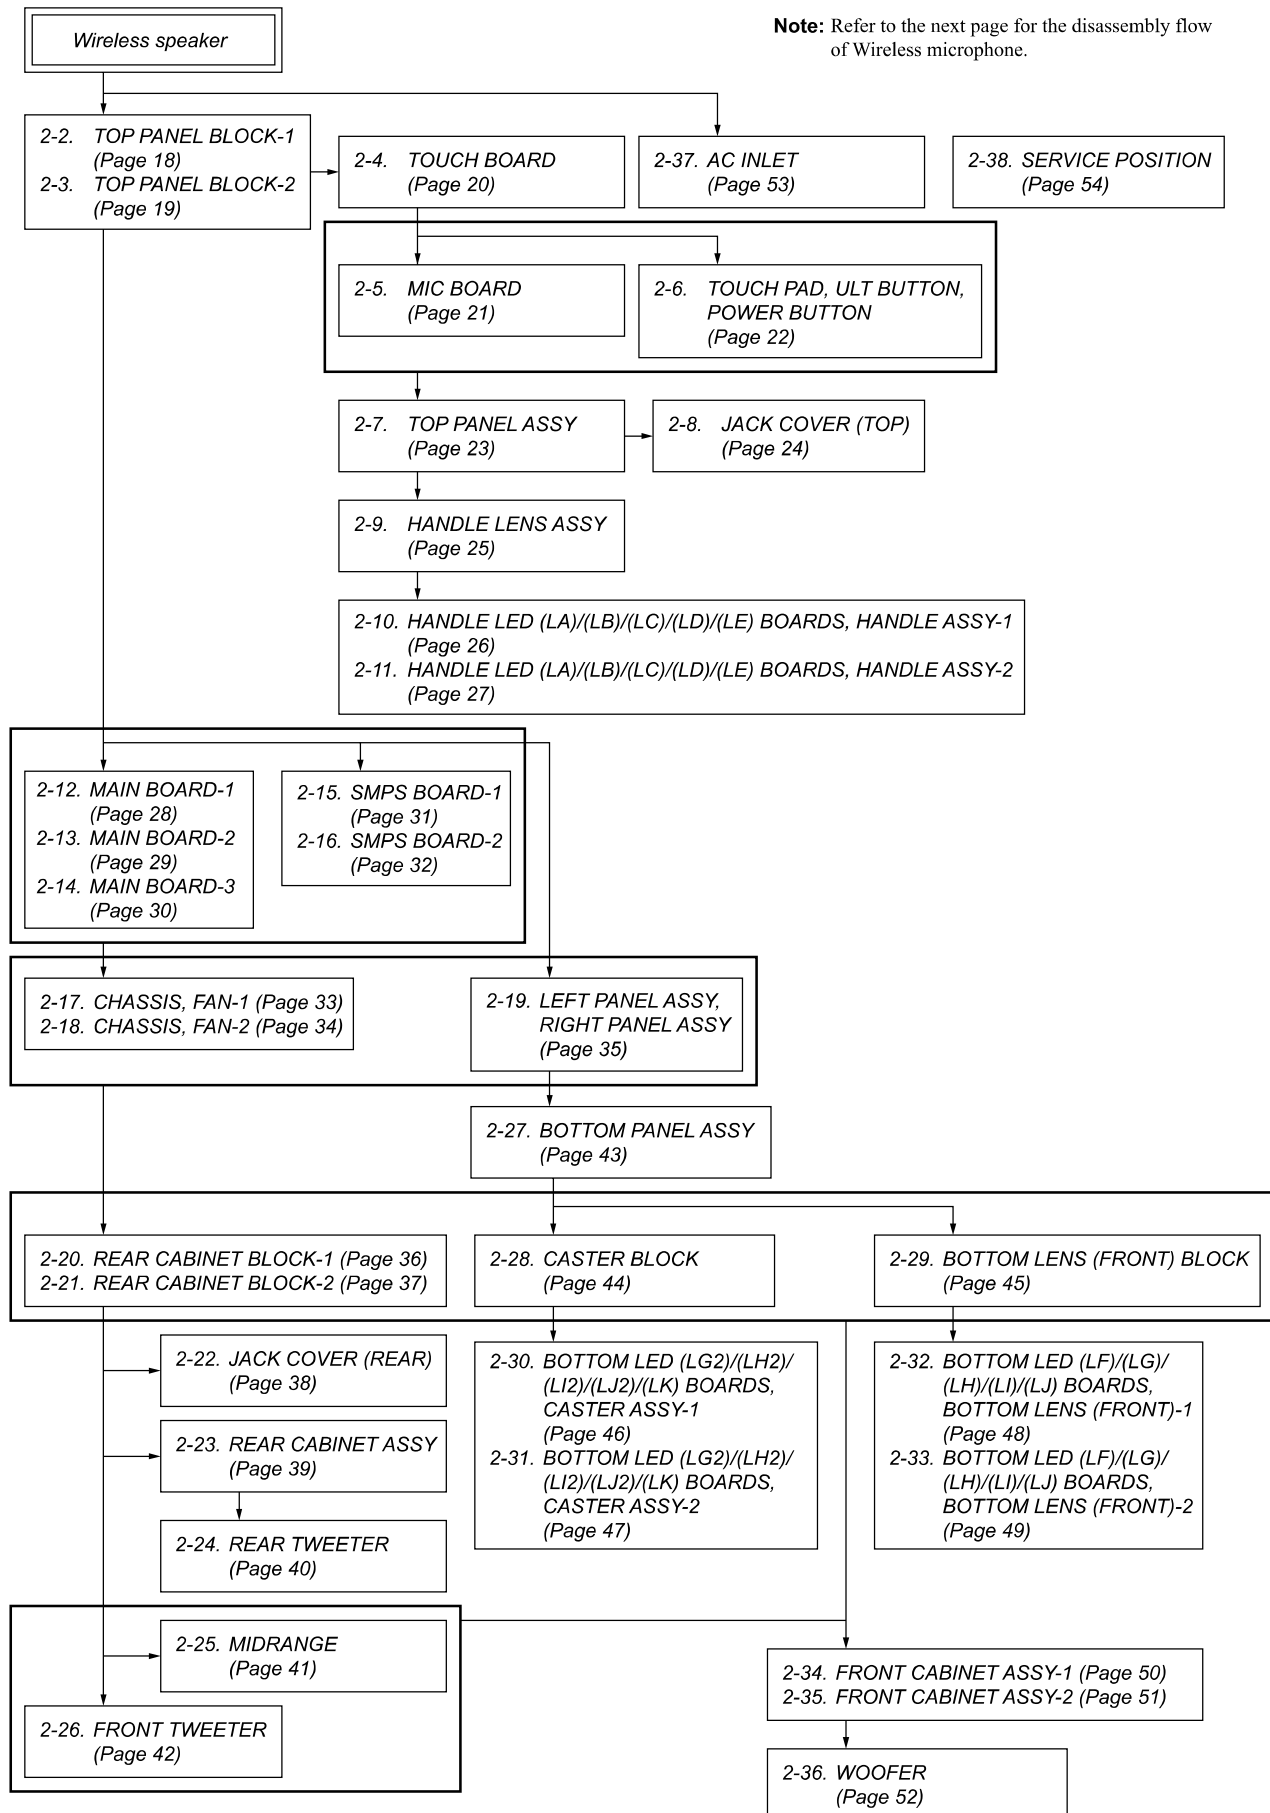 Wireless speaker
Note: Refer to the next page for the disassembly flow
of Wireless microphone.
2-2. TOP PANEL BLOCK-1
(Page 18)
2-3. TOP PANEL BLOCK-2
(Page 19)
2-4. TOUCH BOARD
(Page 20)
2-37. AC INLET
(Page 53)
2-38. SERVICE POSITION
(Page 54)
2-5. MIC BOARD
(Page 21)
2-6. TOUCH PAD, ULT BUTTON,
POWER BUTTON
(Page 22)
2-7. TOP PANEL ASSY
(Page 23)
2-8. JACK COVER (TOP)
(Page 24)
2-9. HANDLE LENS ASSY
(Page 25)
2-10. HANDLE LED (LA)/(LB)/(LC)/(LD)/(LE) BOARDS, HANDLE ASSY-1
(Page 26)
2-11. HANDLE LED (LA)/(LB)/(LC)/(LD)/(LE) BOARDS, HANDLE ASSY-2
(Page 27)
2-12. MAIN BOARD-1
(Page 28)
2-13. MAIN BOARD-2
(Page 29)
2-14. MAIN BOARD-3
(Page 30)
2-15. SMPS BOARD-1
(Page 31)
2-16. SMPS BOARD-2
(Page 32)
2-17. CHASSIS, FAN-1 (Page 33)
2-18. CHASSIS, FAN-2 (Page 34)
2-19. LEFT PANEL ASSY,
RIGHT PANEL ASSY
(Page 35)
2-27. BOTTOM PANEL ASSY
(Page 43)
2-20. REAR CABINET BLOCK-1 (Page 36)
2-21. REAR CABINET BLOCK-2 (Page 37)
2-28. CASTER BLOCK
(Page 44)
2-29. BOTTOM LENS (FRONT) BLOCK
(Page 45)
2-22. JACK COVER (REAR)
(Page 38)
2-23. REAR CABINET ASSY
(Page 39)
2-24. REAR TWEETER
(Page 40)
2-30. BOTTOM LED (LG2)/(LH2)/
(LI2)/(LJ2)/(LK) BOARDS,
CASTER ASSY-1
(Page 46)
2-31. BOTTOM LED (LG2)/(LH2)/
(LI2)/(LJ2)/(LK) BOARDS,
CASTER ASSY-2
(Page 47)
2-32. BOTTOM LED (LF)/(LG)/
(LH)/(LI)/(LJ) BOARDS,
BOTTOM LENS (FRONT)-1
(Page 48)
2-33. BOTTOM LED (LF)/(LG)/
(LH)/(LI)/(LJ) BOARDS,
BOTTOM LENS (FRONT)-2
(Page 49)
2-25. MIDRANGE
(Page 41)
2-26. FRONT TWEETER
(Page 42)
2-34. FRONT CABINET ASSY-1 (Page 50)
2-35. FRONT CABINET ASSY-2 (Page 51)
2-36. WOOFER
(Page 52)